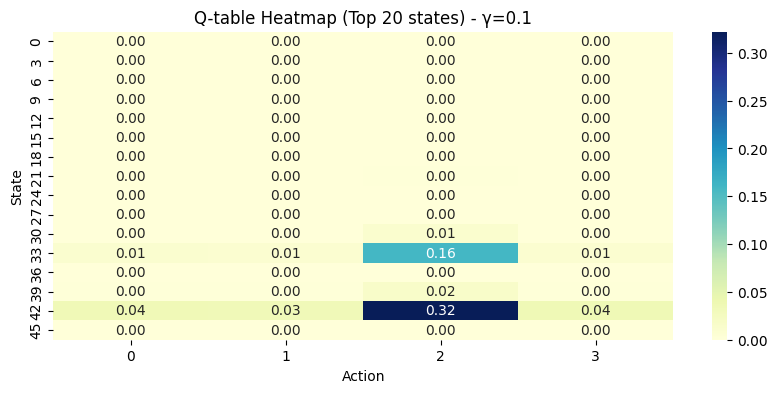 Q-table Heatmap (Top 20 states) - γ=0.1
State
0 0.00 0.00 0.00 0.00
3 0.00 0.00 0.00 0.00
6 0.00 0.00 0.00 0.00
9 0.00 0.00 0.00 0.00
12 0.00 0.00 0.00 0.00
15 0.00 0.00 0.00 0.00
18 0.00 0.00 0.00 0.00
21 0.00 0.00 0.00 0.00
24 0.00 0.00 0.00 0.00
27 0.00 0.00 0.00 0.00
30 0.00 0.00 0.01 0.00
33 0.01 0.01 0.16 0.01
36 0.00 0.00 0.00 0.00
39 0.00 0.00 0.02 0.00
42 0.04 0.03 0.32 0.04
45 0.00 0.00 0.00 0.00
0 1 2 3
Action
0.30
0.25
0.20
0.15
0.10
0.05
0.00